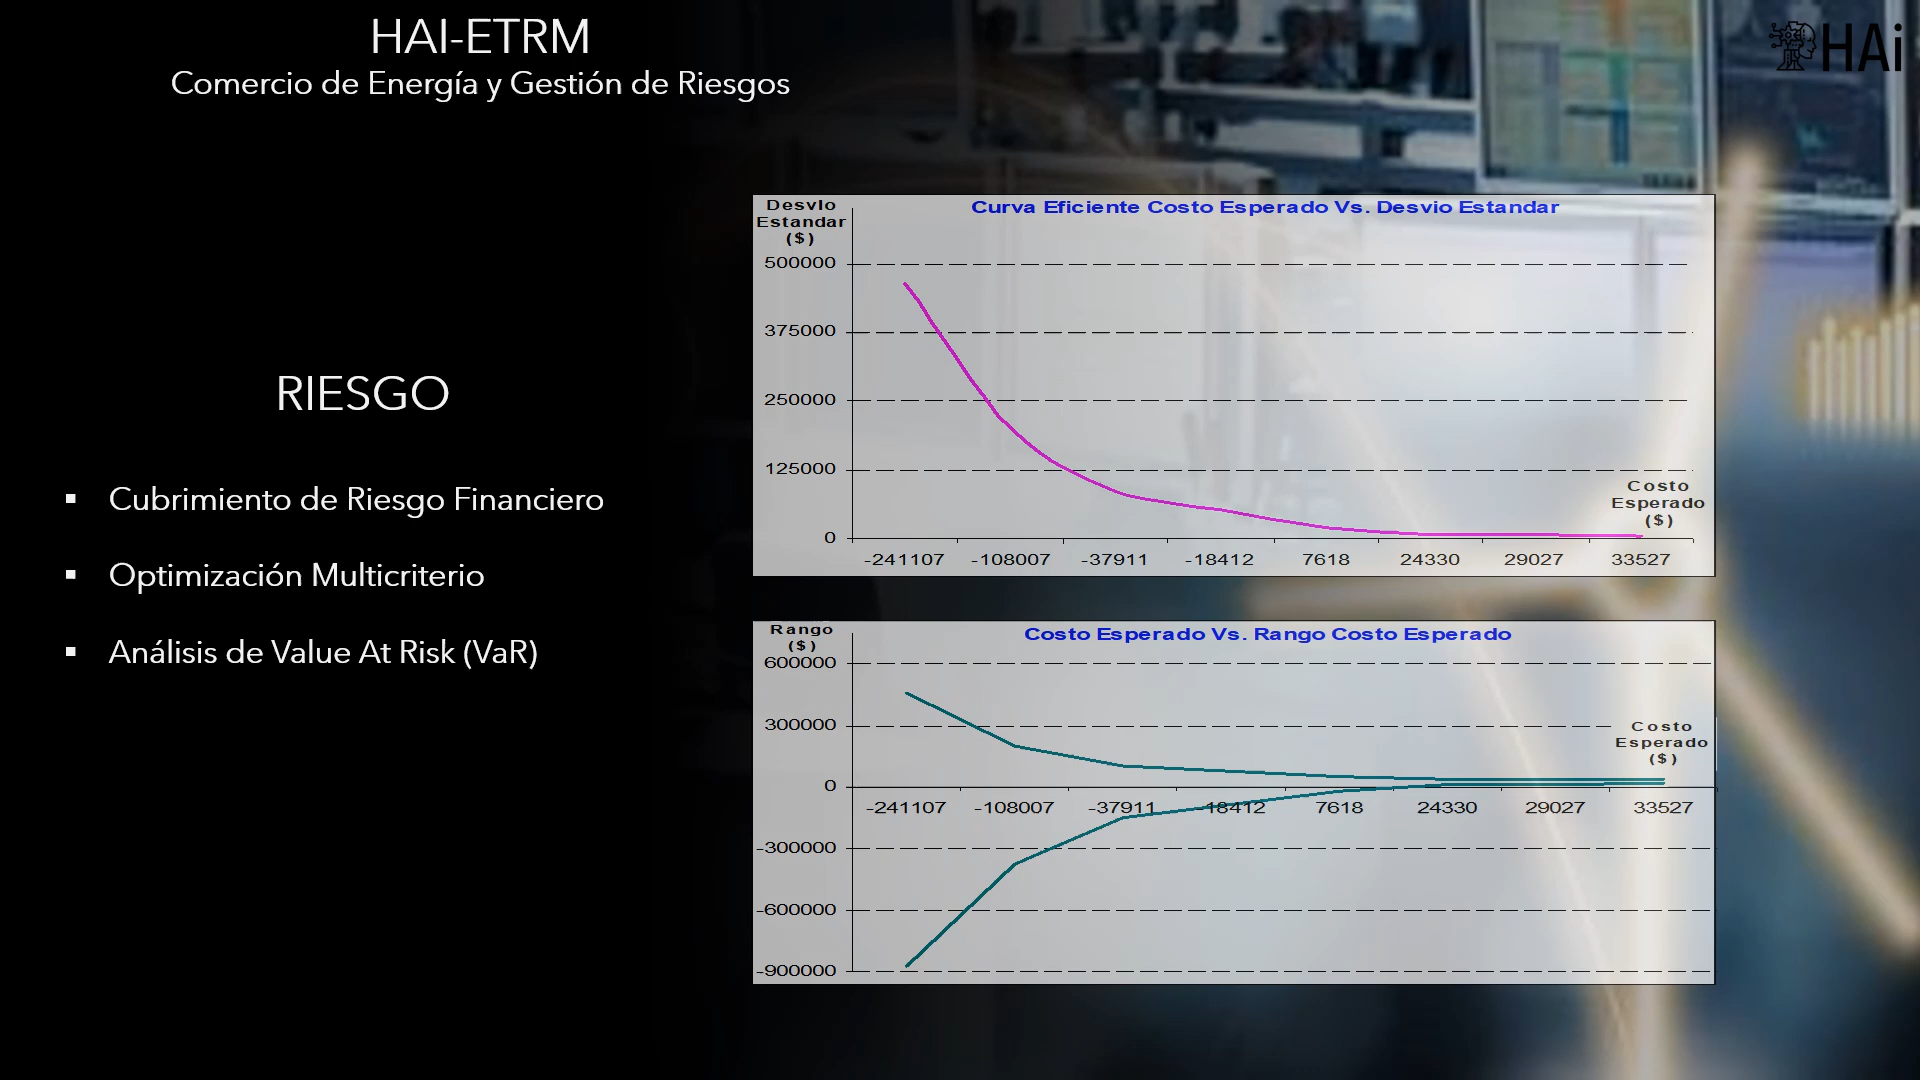 HAI-ETRM
Comercio de Energía y Gestión de Riesgos
HAi
RIESGO
▪ Cubrimiento de Riesgo Financiero
▪ Optimización Multicriterio
▪ Análisis de Value At Risk (VaR)
Desvio
Estandar
($)
Curva Eficiente Costo Esperado Vs. Desvio Estandar
500000
375000
250000
125000
0
Costo
Esperado
($)
-241107 -108007 -37911 -18412 7618 24330 29027 33527
Rango
($)
Costo Esperado Vs. Rango Costo Esperado
600000
300000
0
-300000
-600000
-900000
Costo
Esperado
($)
-241107 -108007 -37911 -18412 7618 24330 29027 33527